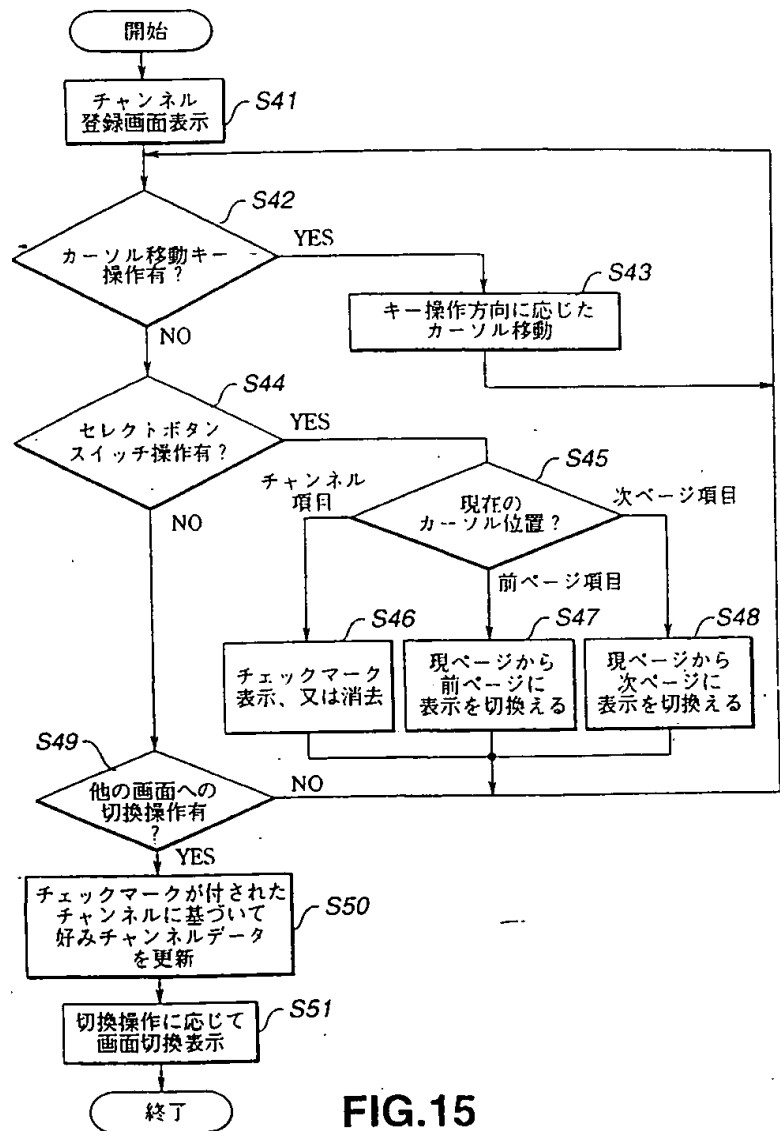 開始
チャンネル
登録画面表示
S41
S42
カーソル移動キー
操作有?
YES
NO
S43
キー操作方向に応じた
カーソル移動
S44
セレクトボタン
スイッチ操作有?
YES
NO
S45
現在の
カーソル位置?
チャンネル
項目
次ページ項目
前ページ項目
S46
チェックマーク
表示、又は消去
S47
現ページから
前ページに
表示を切換える
S48
現ページから
次ページに
表示を切換える
S49
他の画面への
切換操作有
?
NO
YES
チェックマークが付された
チャンネルに基づいて
好みチャンネルデータ
を更新
S50
切換操作に応じて
画面切換表示
S51
終了
FIG.15